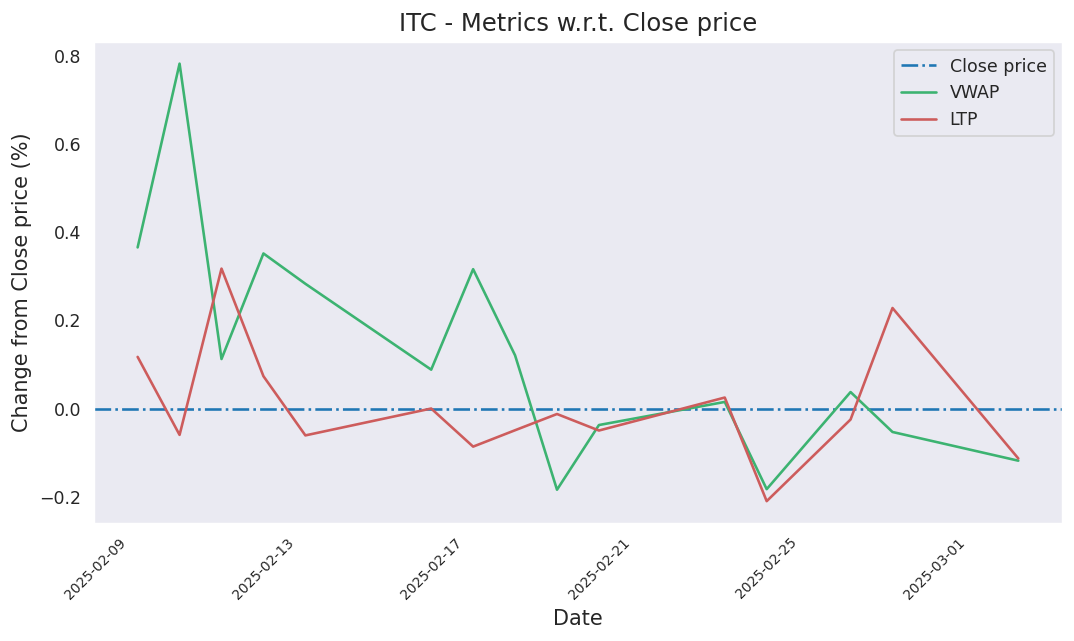 ITC - Metrics w.r.t. Close price
Close price
VWAP
LTP
Change from Close price (%)
0.8
0.6
0.4
0.2
0.0
−0.2
2025-02-09
2025-02-13
2025-02-17
2025-02-21
2025-02-25
2025-03-01
Date